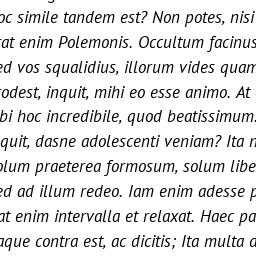 oc simile tandem est? Non potes, nisi
rat enim Polemonis. Occultum facinus
ed vos squalidius, illorum vides quam
rodest, inquit, mihi eo esse animo. At
ibi hoc incredibile, quod beatissimum.
quit, dasne adolescenti veniam? Ita n
olum praeterea formosum, solum libe
ed ad illum redeo. Iam enim adesse p
at enim intervalla et relaxat. Haec pa
aque contra est, ac dicitis; Ita multa d